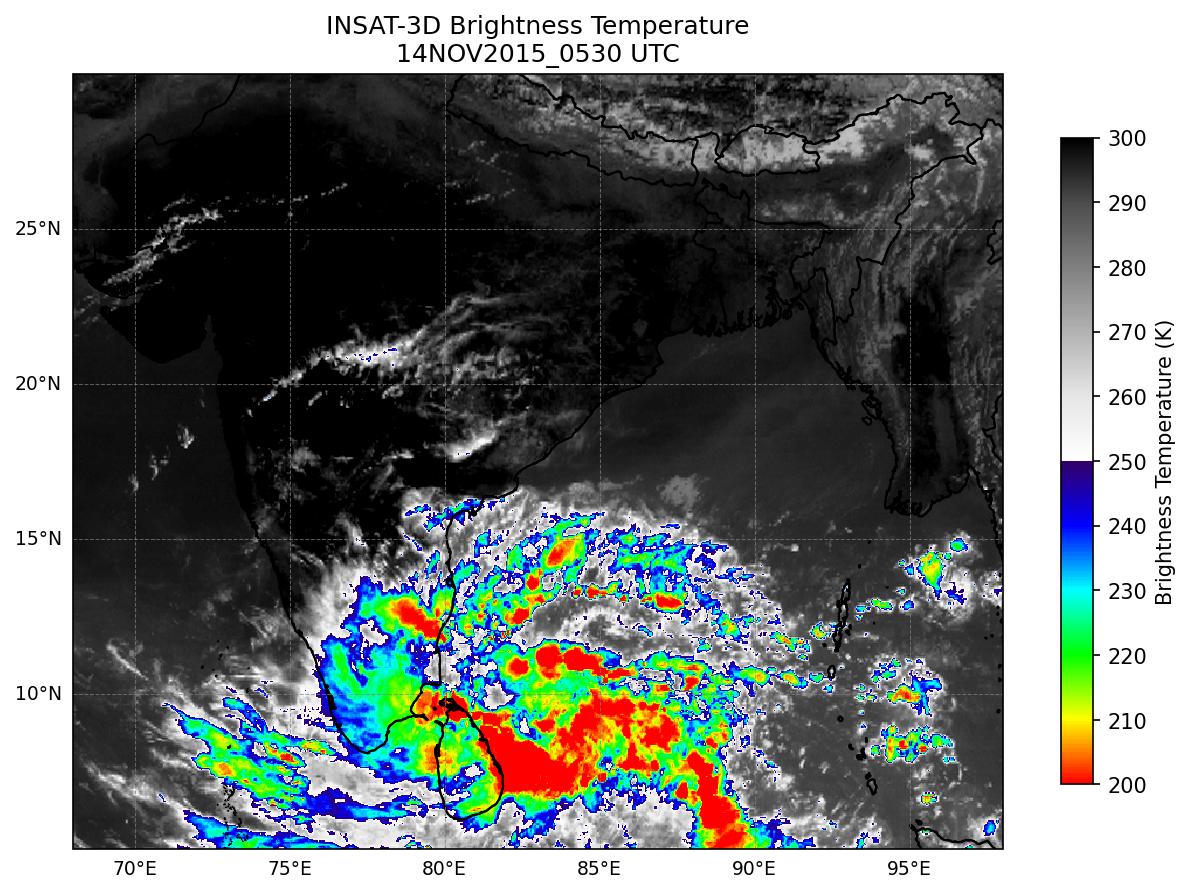 INSAT-3D Brightness Temperature
14NOV2015_0530 UTC
25°N
20°N
15°N
10°N
70°E
75°E
80°E
85°E
90°E
95°E
300
290
280
270
260
250
240
230
220
210
200
Brightness Temperature (K)